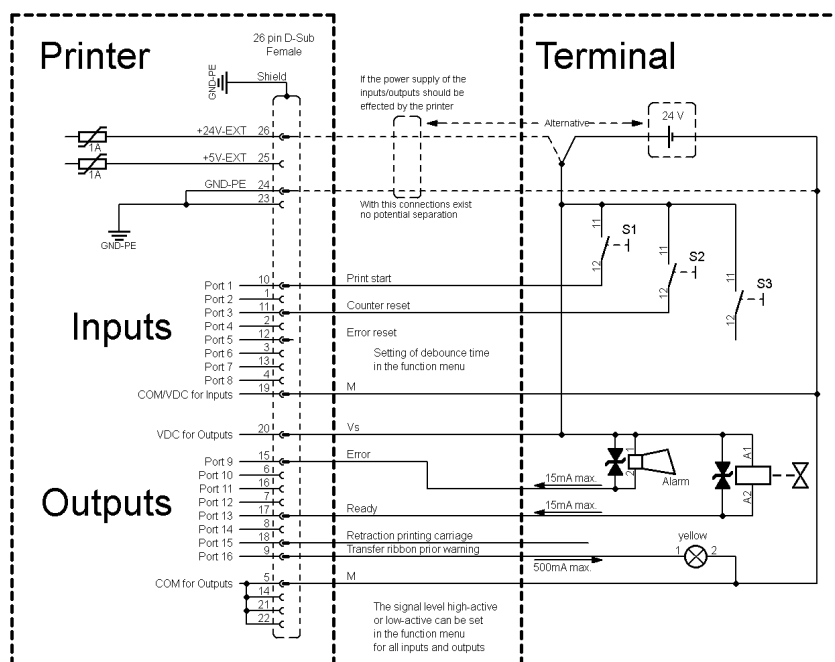 Printer
26 pin D-Sub
Female
Terminal
GND-PE
Shield
If the power supply of the
inputs/outputs should be
effected by the printer
Alternative
24 V
+24V-EXT 26
1A
+5V-EXT 25
1A
GND-PE 24
23
With this connections exist
no potential separation
GND-PE
11
S1
12
11
S2
12
11
S3
12
Port 1 10 Print start
Port 2 1
Port 3 11 Counter reset
Port 4 2
Port 5 12 Error reset
Port 6 3
Port 7 13
Port 8 4
Inputs
Setting of debounce time
in the function menu
COM/VDC for Inputs 19 M
VDC for Outputs 20 Vs
Port 9 15 Error
Port 10 6
Port 11 16
Port 12 7
Port 13 17 Ready
Port 14 8
Port 15 18 Retraction printing carriage
Port 16 9 Transfer ribbon prior warning
Outputs
1
2
Alarm
A1
A2
15mA max.
15mA max.
yellow
1 2
500mA max.
COM for Outputs 5 M
14
21
22
The signal level high-active
or low-active can be set
in the function menu
for all inputs and outputs